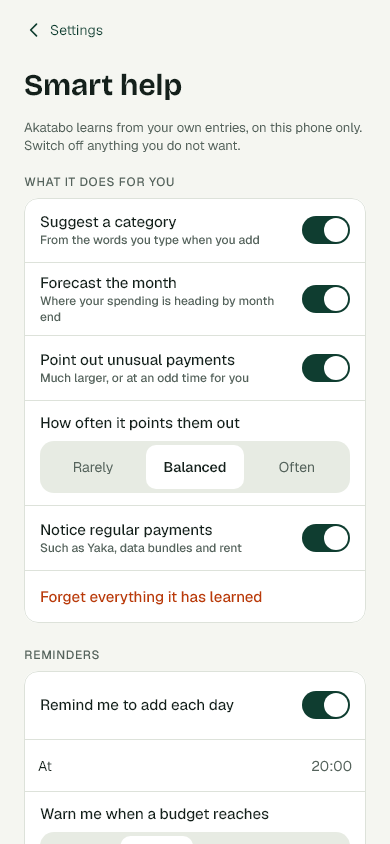 Settings
Smart help
Akatabo learns from your own entries, on this phone only.
Switch off anything you do not want.
WHAT IT DOES FOR YOU
Suggest a category
From the words you type when you add
Forecast the month
Where your spending is heading by month
end
Point out unusual payments
Much larger, or at an odd time for you
How often it points them out
Rarely
Balanced
Often
Notice regular payments
Such as Yaka, data bundles and rent
Forget everything it has learned
REMINDERS
Remind me to add each day
At
20:00
Warn me when a budget reaches